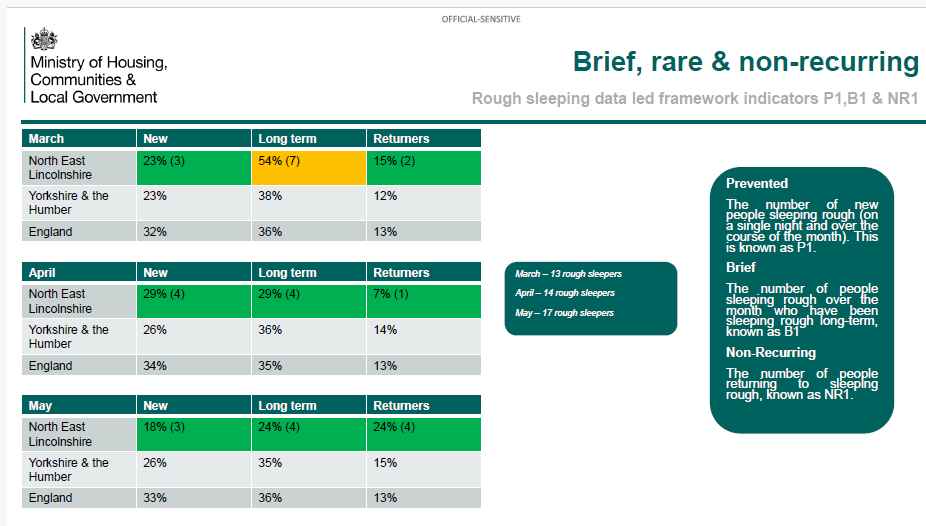 OFFICIAL-SENSITIVE
Ministry of Housing,
Communities &
Local Government
Brief, rare & non-recurring
Rough sleeping data led framework indicators P1,B1 & NR1
March New Long term Returners
North East
Lincolnshire 23% (3) 54% (7) 15% (2)
Yorkshire & the
Humber 23% 38% 12%
England 32% 36% 13%
April New Long term Returners
North East
Lincolnshire 29% (4) 29% (4) 7% (1)
Yorkshire & the
Humber 26% 36% 14%
England 34% 35% 13%
May New Long term Returners
North East
Lincolnshire 18% (3) 24% (4) 24% (4)
Yorkshire & the
Humber 26% 35% 15%
England 33% 36% 13%
March – 13 rough sleepers
April – 14 rough sleepers
May – 17 rough sleepers
Prevented
The number of new
people sleeping rough (on
a single night and over the
course of the month). This
is known as P1.
Brief
The number of people
sleeping rough over the
month who have been
sleeping rough long-term,
known as B1
Non-Recurring
The number of people
returning to sleeping
rough, known as NR1.